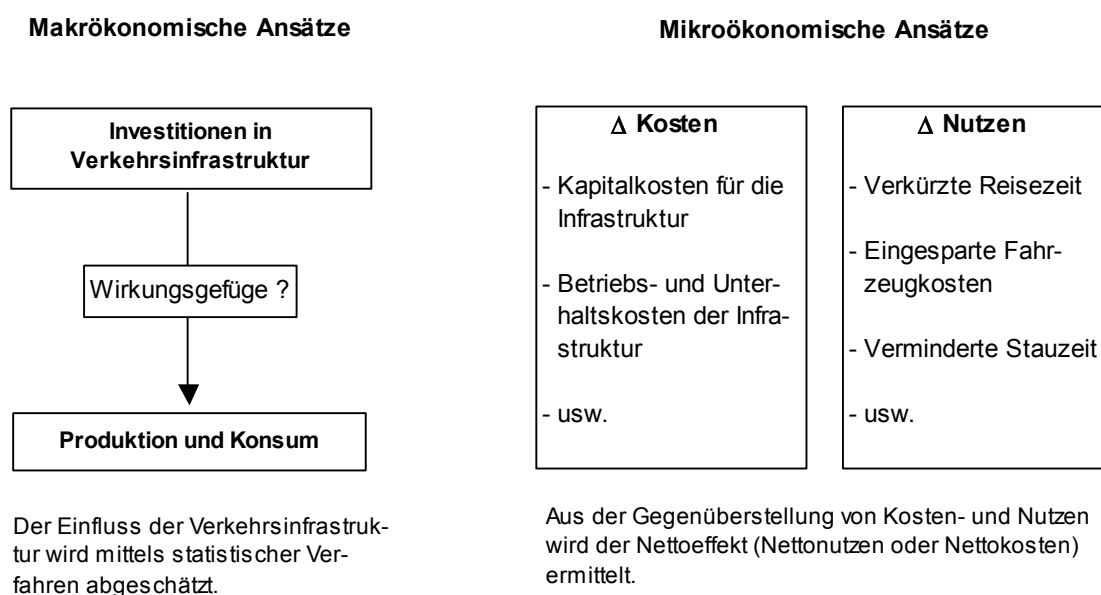 Makrökonomische Ansätze
Investitionen in
Verkehrsinfrastruktur
Wirkungsgefüge ?
Produktion und Konsum
Der Einfluss der Verkehrsinfrastruk-
tur wird mittels statistischer Ver-
fahren abgeschätzt.
Mikroökonomische Ansätze
Δ Kosten
- Kapitalkosten für die
Infrastruktur
- Betriebs- und Unter-
haltskosten der Infra-
struktur
- usw.
Δ Nutzen
- Verkürzte Reisezeit
- Eingesparte Fahr-
zeugkosten
- Verminderte Stauzeit
- usw.
Aus der Gegenüberstellung von Kosten- und Nutzen
wird der Nettoeffekt (Nettonutzen oder Nettokosten)
ermittelt.